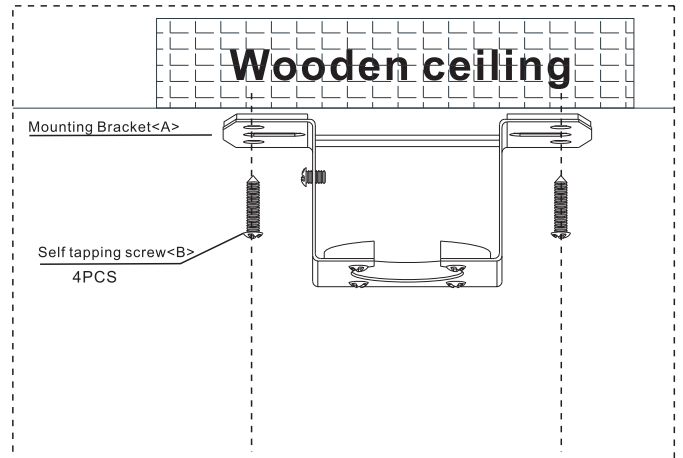 Wooden ceiling
Mounting Bracket<A>
Self tapping screw<B>
4PCS